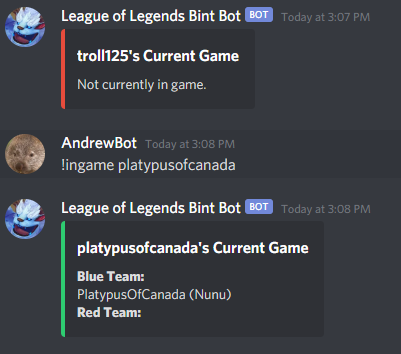 League of Legends Bint Bot BOT Today at 3:07 PM
troll125's Current Game
Not currently in game.
AndrewBot Today at 3:08 PM
!ingame platypusofcanada
League of Legends Bint Bot BOT Today at 3:08 PM
platypusofcanada's Current Game
Blue Team:
PlatypusOfCanada (Nunu)
Red Team: